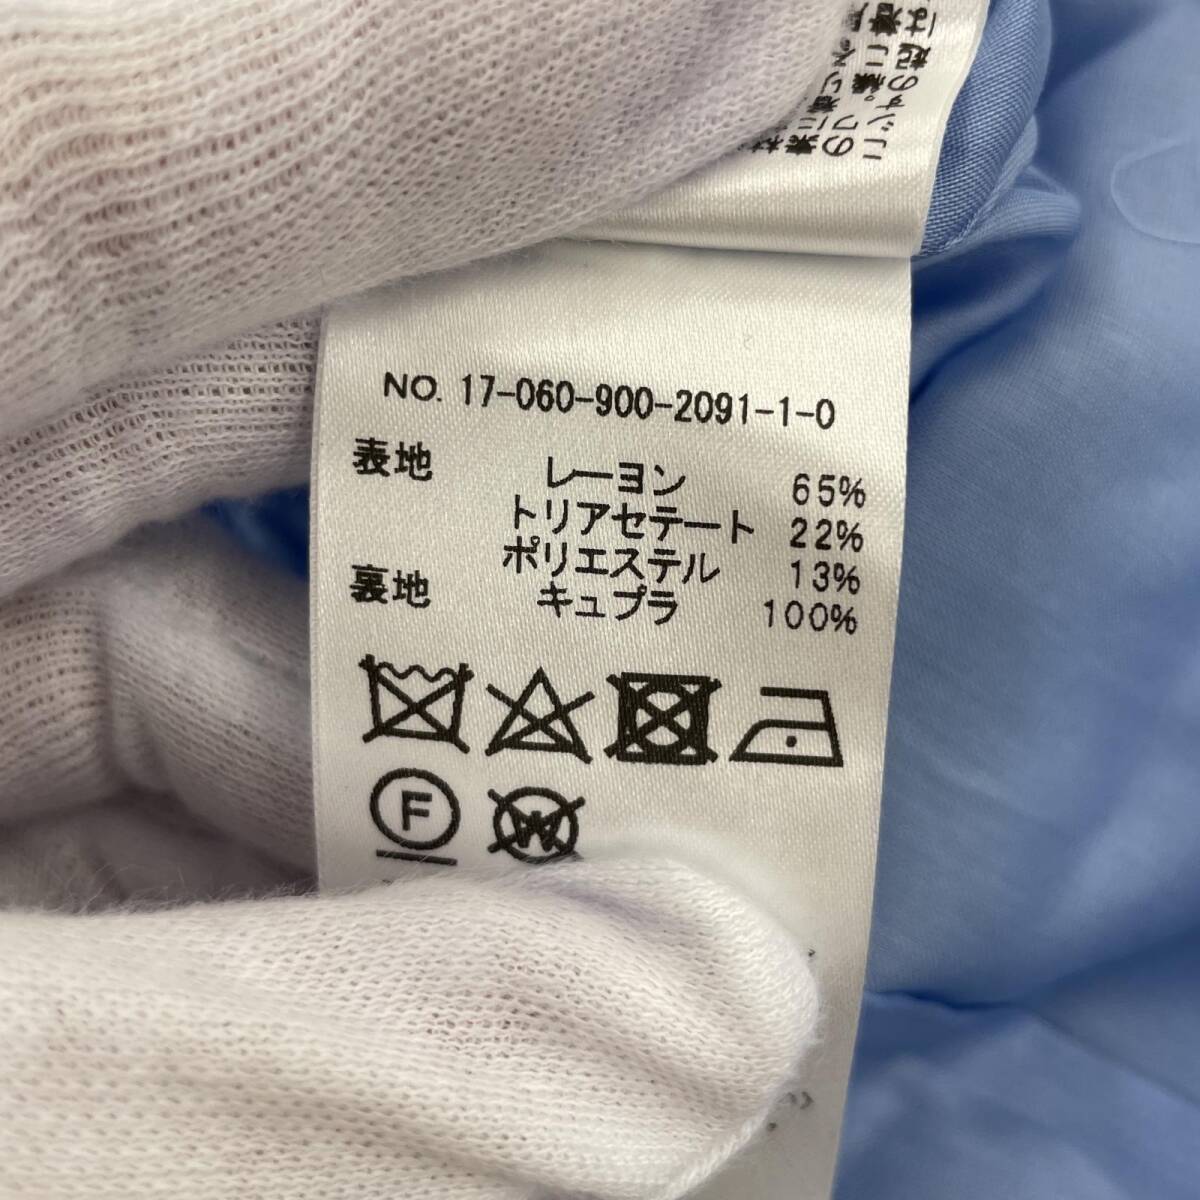 NO. 17-060-900-2091-1-0
表地 レーヨン 65%
トリアセテート 22%
ポリエステル 13%
裏地 キュプラ 100%
F
W